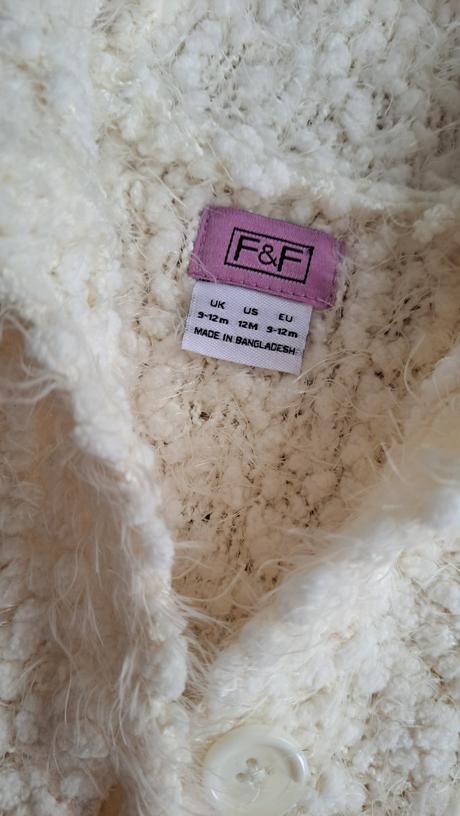 F&F
UK US EU
9-12m 12M 9-12m
MADE IN BANGLADESH